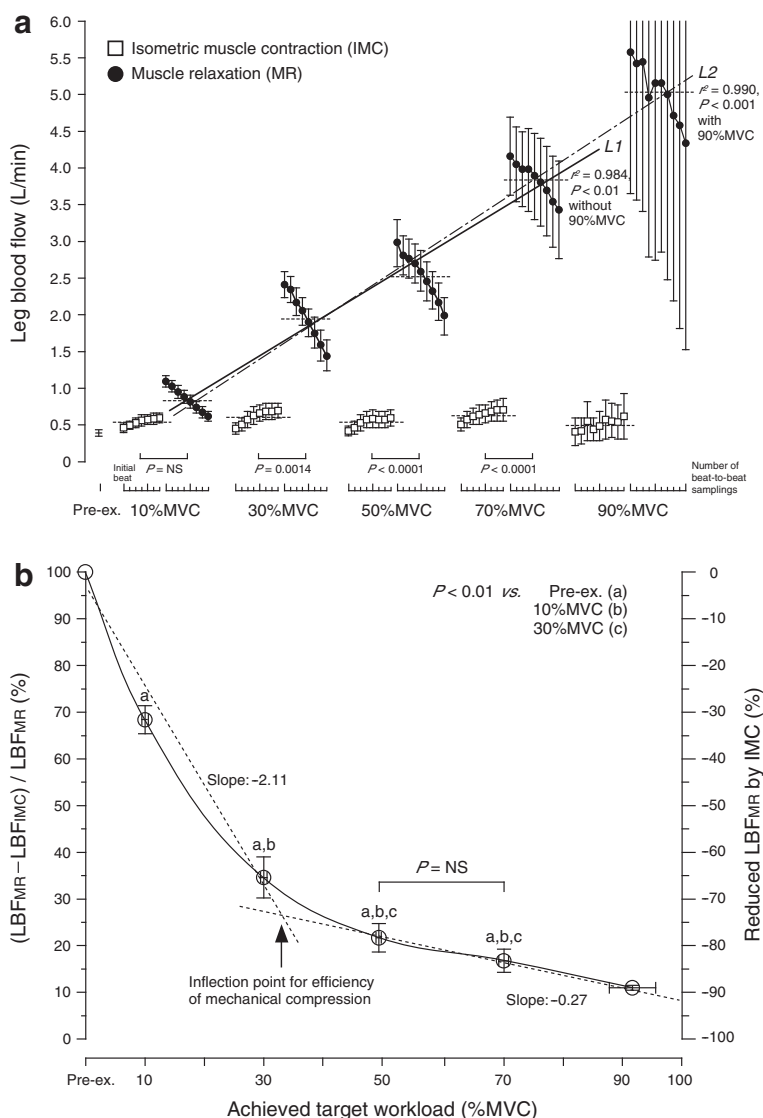 a
6.0
5.5
5.0
4.5
4.0
3.5
3.0
2.5
2.0
1.5
1.0
0.5
0
Leg blood flow (L/min)
Isometric muscle contraction (IMC)
Muscle relaxation (MR)
L2
r² = 0.990,
P < 0.001
with
90%MVC
L1
r² = 0.984,
P < 0.01
without
90%MVC
Initial
beat
P = NS
P = 0.0014
P < 0.0001
P < 0.0001
Number of
beat-to-beat
samplings
Pre-ex. 10%MVC 30%MVC 50%MVC 70%MVC 90%MVC
b
100
90
80
70
60
50
40
30
20
10
0
(LBFMR−LBFIMC) / LBFMR (%)
P < 0.01 vs. Pre-ex. (a)
10%MVC (b)
30%MVC (c)
a
Slope:−2.11
a,b
P = NS
a,b,c
a,b,c
Inflection point for efficiency
of mechanical compression
Slope:−0.27
0
−10
−20
−30
−40
−50
−60
−70
−80
−90
−100
Reduced LBFMR by IMC (%)
Pre-ex. 10 30 50 70 90 100
Achieved target workload (%MVC)